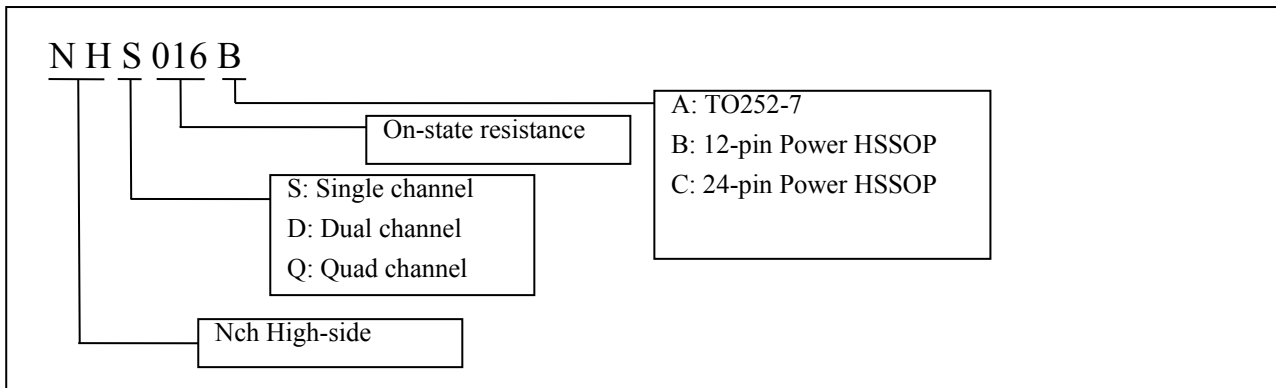 N H S 016 B
A: TO252-7
B: 12-pin Power HSSOP
C: 24-pin Power HSSOP
On-state resistance
S: Single channel
D: Dual channel
Q: Quad channel
Nch High-side